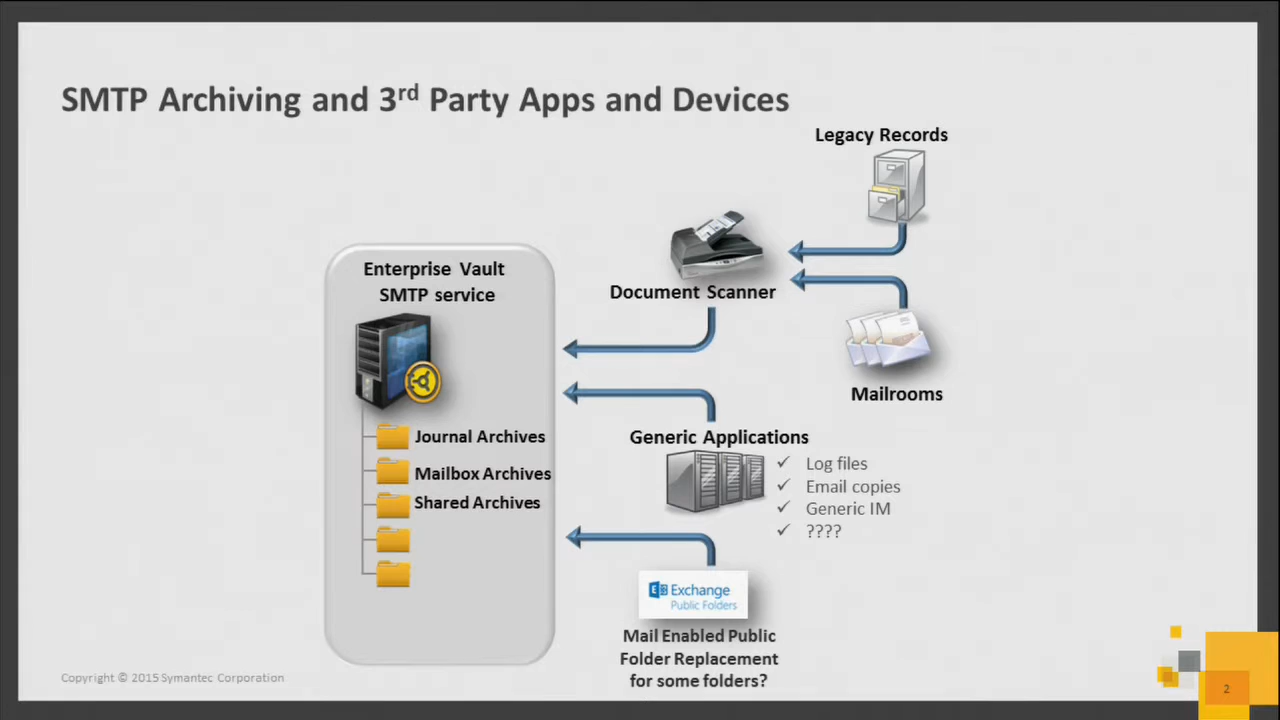 SMTP Archiving and 3rd Party Apps and Devices
Legacy Records
Enterprise Vault
SMTP service
Document Scanner
Mailrooms
Journal Archives
Mailbox Archives
Shared Archives
Generic Applications
✓ Log files
✓ Email copies
✓ Generic IM
✓ ????
E Exchange
Public Folders
Mail Enabled Public
Folder Replacement
for some folders?
Copyright © 2015 Symantec Corporation
2